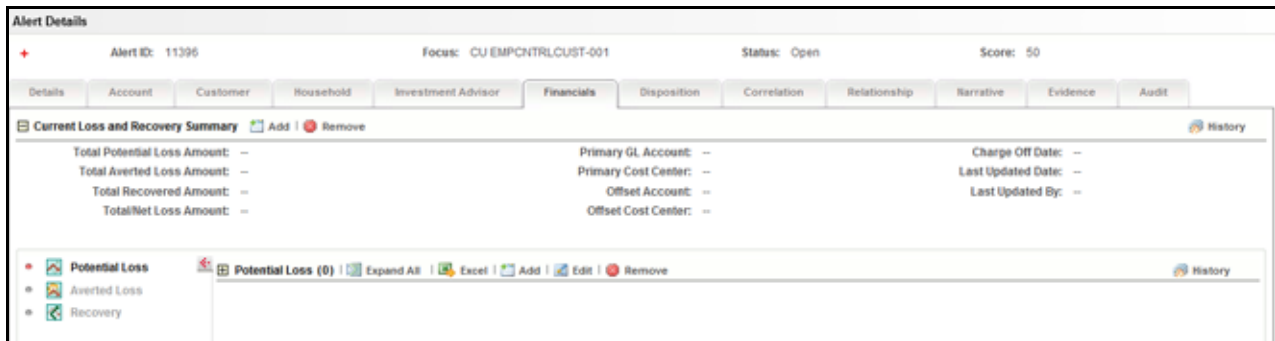 Alert Details
Alert ID: 11396 Focus: CU EMPCNTRLCUST-001 Status: Open Score: 50
Details Account Customer Household Investment Advisor Financials Disposition Correlation Relationship Narrative Evidence Audit
Current Loss and Recovery Summary Add | Remove History
Total Potential Loss Amount: -- Primary GL Account: -- Charge Off Date: --
Total Averted Loss Amount: -- Primary Cost Center: -- Last Updated Date: --
Total Recovered Amount: -- Offset Account: -- Last Updated By: --
Total/Net Loss Amount: -- Offset Cost Center: --
Potential Loss Potential Loss (0) | Expand All | Excel | Add | Edit | Remove History
Averted Loss
Recovery